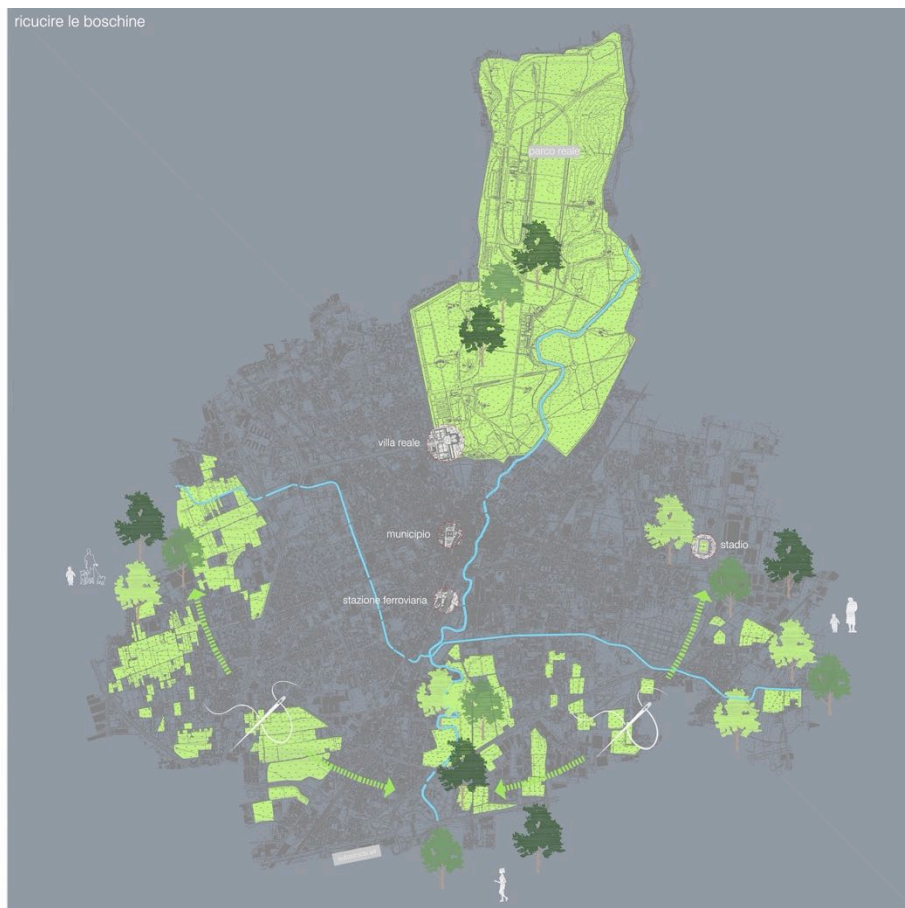 ricucire le boschine
parco reale
villa reale
municipio
stadio
stazione ferroviaria